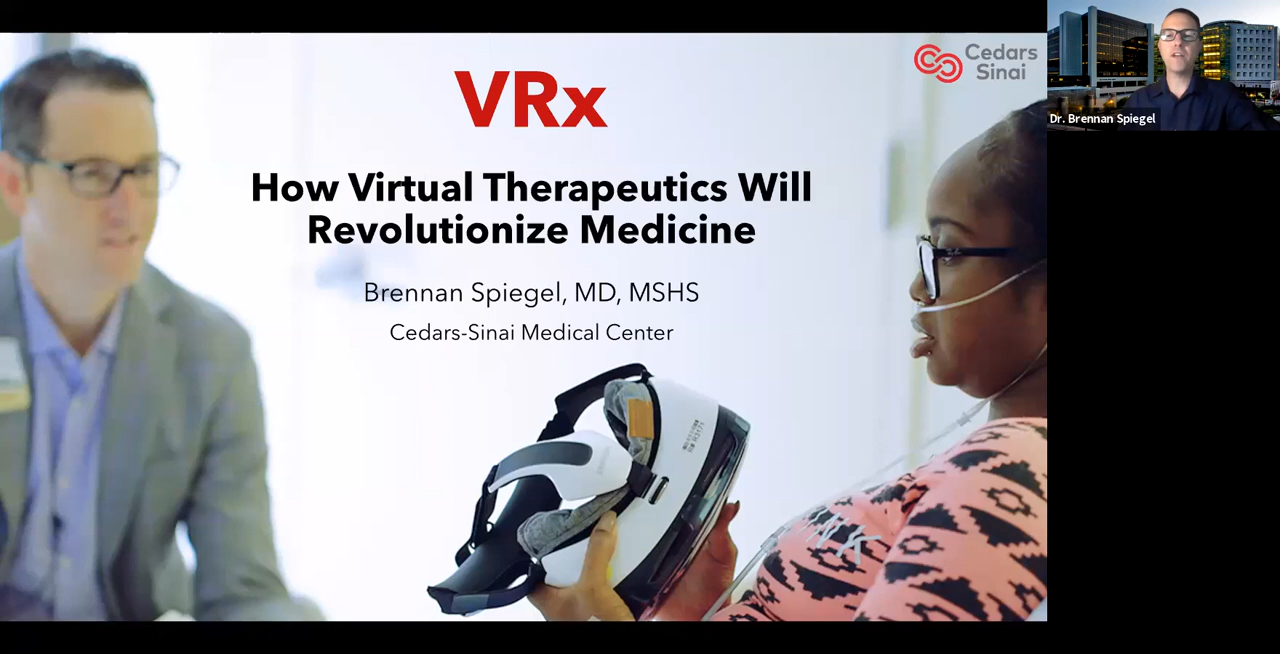 Cedars
Sinai
VRx
How Virtual Therapeutics Will
Revolutionize Medicine
Brennan Spiegel, MD, MSHS
Cedars-Sinai Medical Center
Dr. Brennan Spiegel